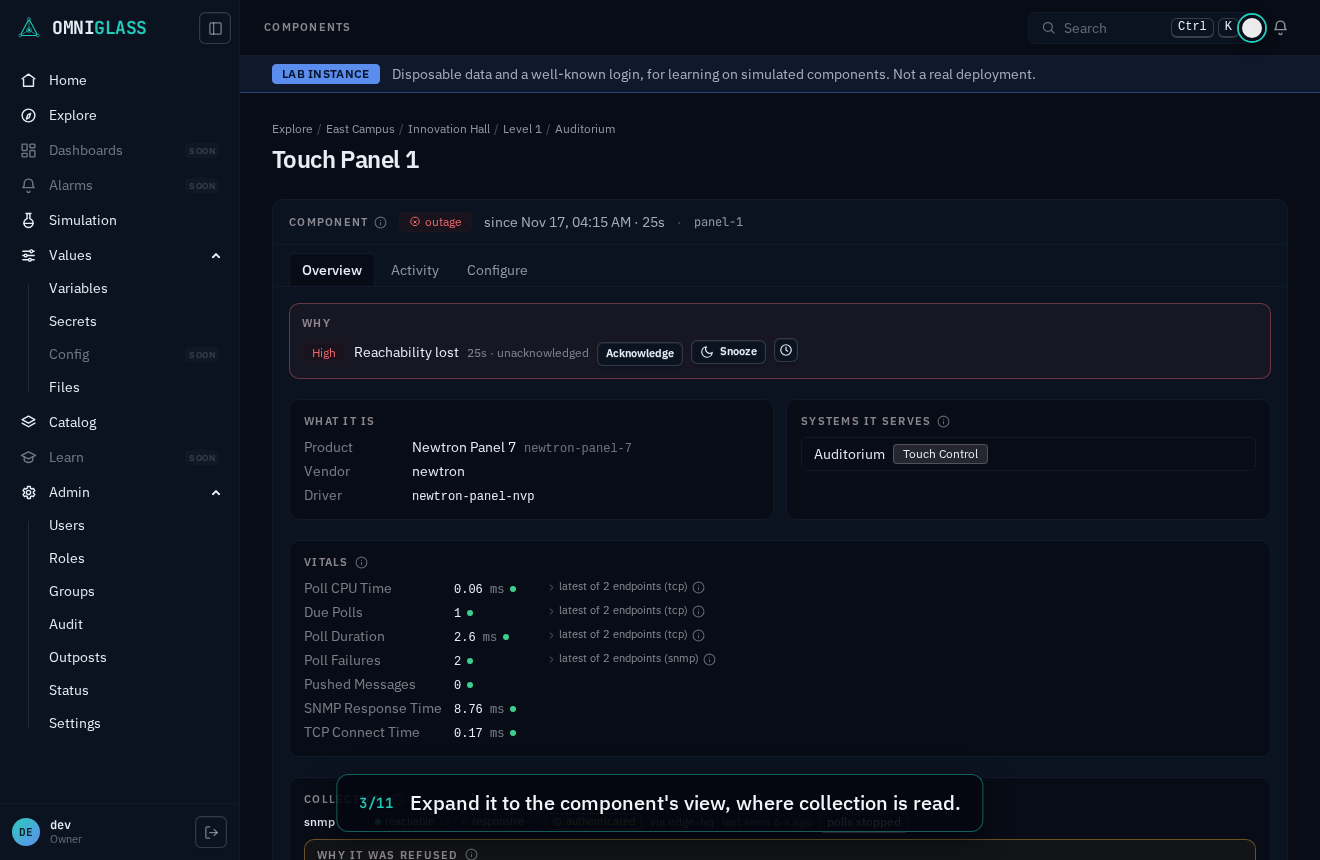 OMNIGLASS
Home
Explore
Dashboards SOON
Alarms SOON
Simulation
Values
Variables
Secrets
Config SOON
Files
Catalog
Learn SOON
Admin
Users
Roles
Groups
Audit
Outposts
Status
Settings
DE dev
Owner
COMPONENTS
Search Ctrl K
LAB INSTANCE Disposable data and a well-known login, for learning on simulated components. Not a real deployment.
Explore / East Campus / Innovation Hall / Level 1 / Auditorium
Touch Panel 1
COMPONENT outage since Nov 17, 04:15 AM · 25s · panel-1
Overview Activity Configure
WHY
High Reachability lost 25s · unacknowledged Acknowledge Snooze
WHAT IT IS
Product Newtron Panel 7 newtron-panel-7
Vendor newtron
Driver newtron-panel-nvp
SYSTEMS IT SERVES
Auditorium Touch Control
VITALS
Poll CPU Time 0.06 ms latest of 2 endpoints (tcp)
Due Polls 1 latest of 2 endpoints (tcp)
Poll Duration 2.6 ms latest of 2 endpoints (tcp)
Poll Failures 2 latest of 2 endpoints (snmp)
Pushed Messages 0
SNMP Response Time 8.76 ms
TCP Connect Time 0.17 ms
3/11 Expand it to the component's view, where collection is read.
snmp reachable responsive authenticated via edge-hq last seen 6s ago polls stopped
WHY IT WAS REFUSED